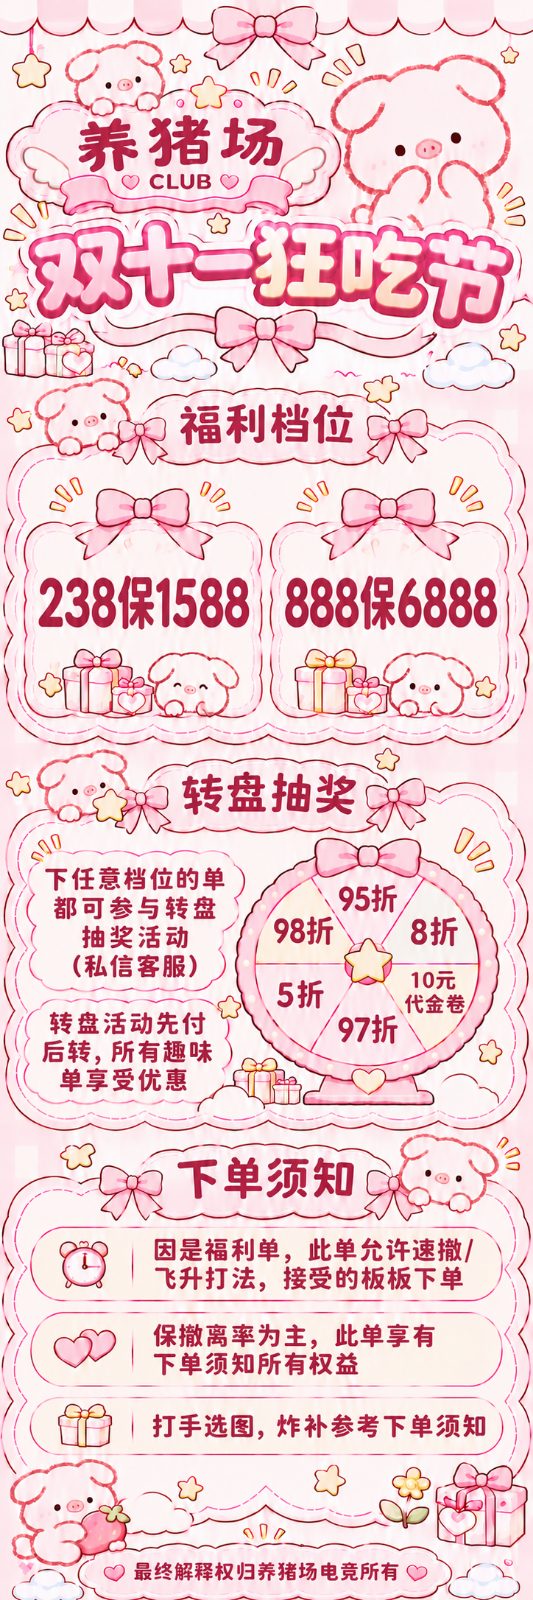 养猪场
CLUB
双十一狂吃节
福利档位
238保1588
888保6888
转盘抽奖
下任意档位的单
都可参与转盘
抽奖活动
（私信客服）
转盘活动先付
后转，所有趣味
单享受优惠
95折
98折
8折
5折
10元
代金卷
97折
下单须知
因是福利单，此单允许速撤/
飞升打法，接受的板板下单
保撤离率为主，此单享有
下单须知所有权益
打手选图，炸补参考下单须知
最终解释权归养猪场电竞所有